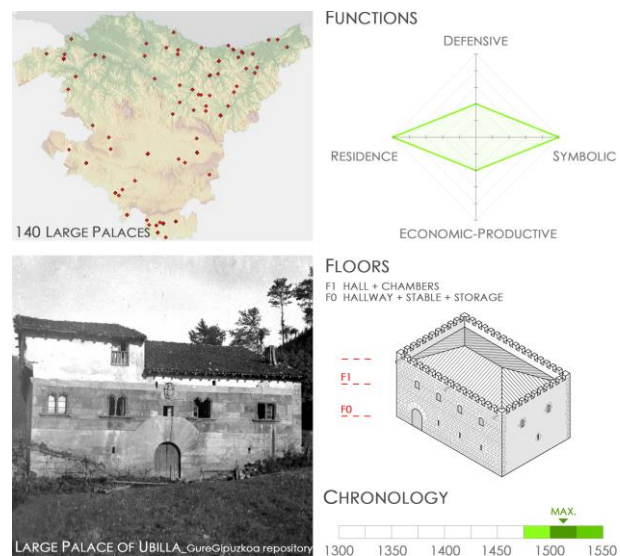 140 LARGE PALACES
FUNCTIONS
DEFENSIVE
RESIDENCE
SYMBOLIC
ECONOMIC-PRODUCTIVE
LARGE PALACE OF UBILLA_GureGipuzkoa repository
FLOORS
F1 HALL + CHAMBERS
F0 HALLWAY + STABLE + STORAGE
F1
F0
CHRONOLOGY
MAX.
1300 1350 1400 1450 1500 1550